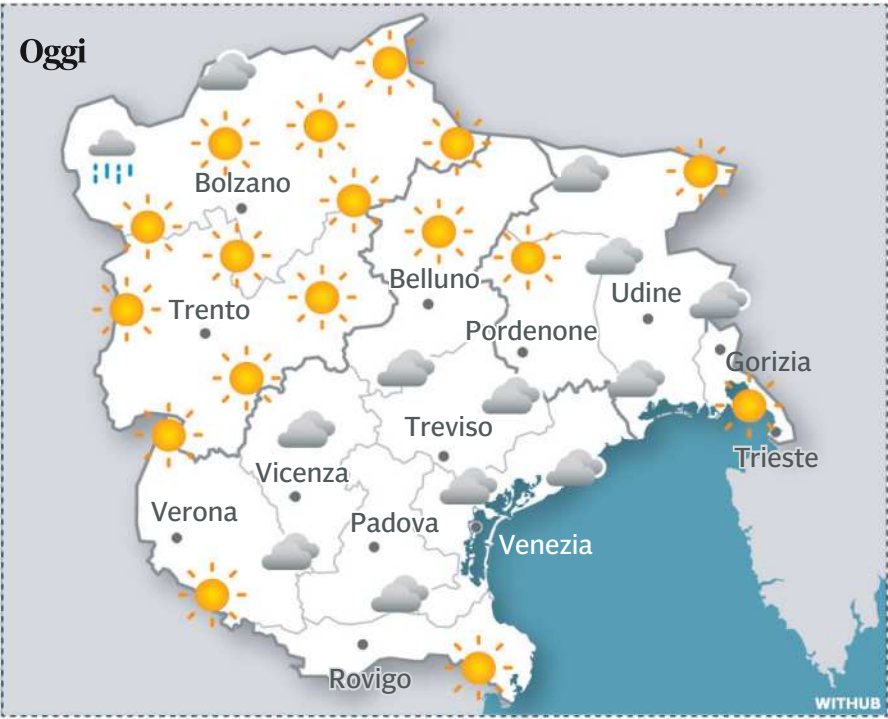 Oggi
Bolzano
Belluno
Udine
Trento
Pordenone
Gorizia
Treviso
Trieste
Vicenza
Verona
Padova
Venezia
Rovigo
WITHUB